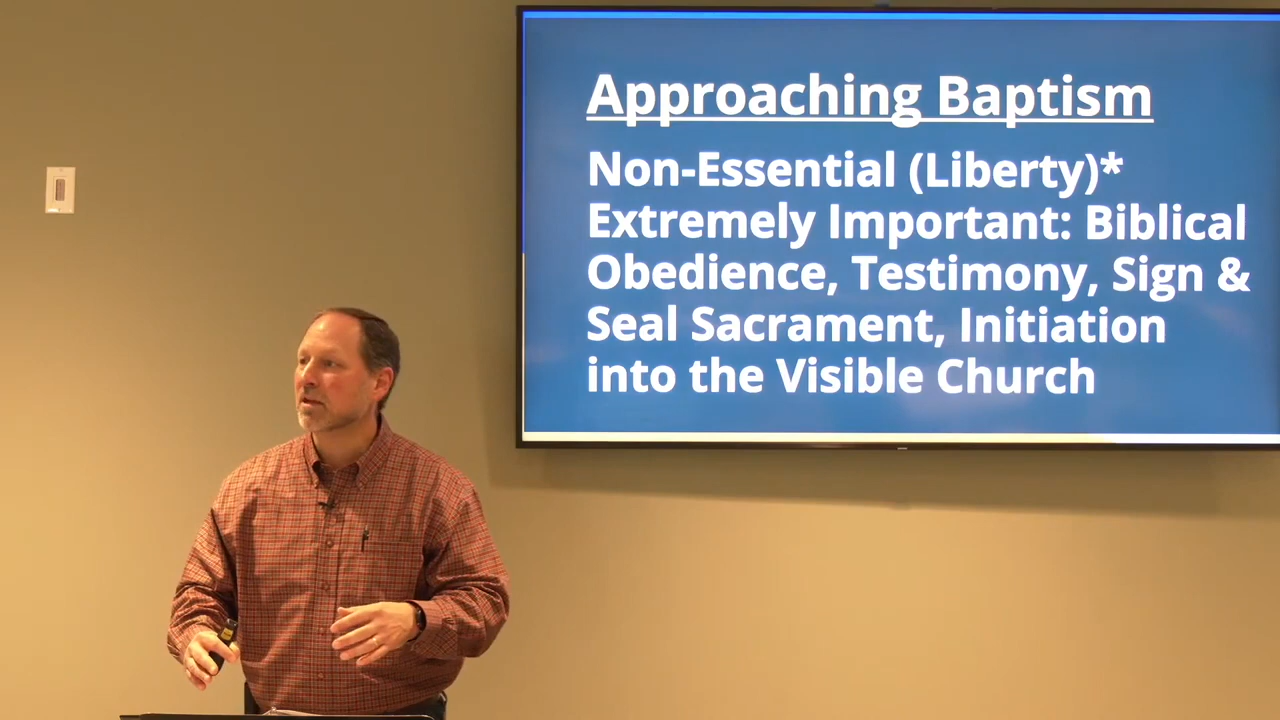 Approaching Baptism
Non-Essential (Liberty)*
Extremely Important: Biblical
Obedience, Testimony, Sign &
Seal Sacrament, Initiation
into the Visible Church